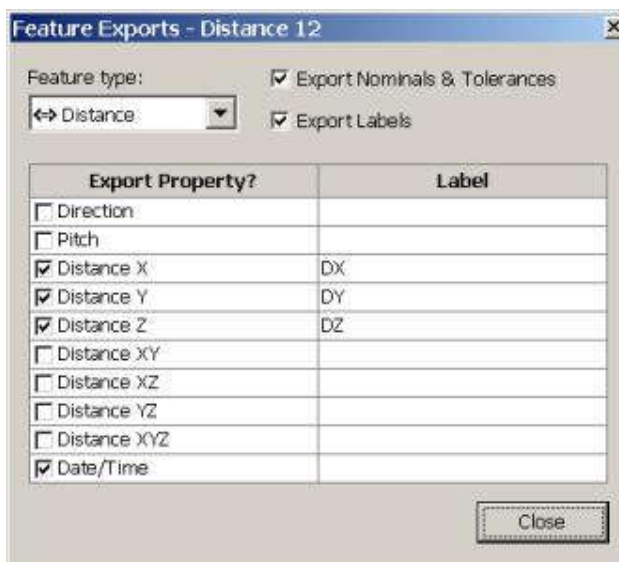 Feature Exports - Distance 12
Feature type:
Distance
Export Nominals & Tolerances
Export Labels
Export Property? Label
Direction
Pitch
Distance X DX
Distance Y DY
Distance Z DZ
Distance XY
Distance XZ
Distance YZ
Distance XYZ
Date/Time
Close